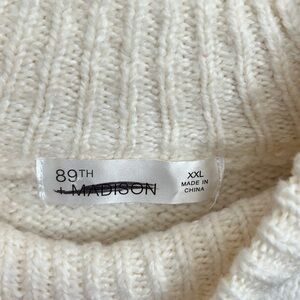 89TH
+ MADISON
XXL
MADE IN
CHINA